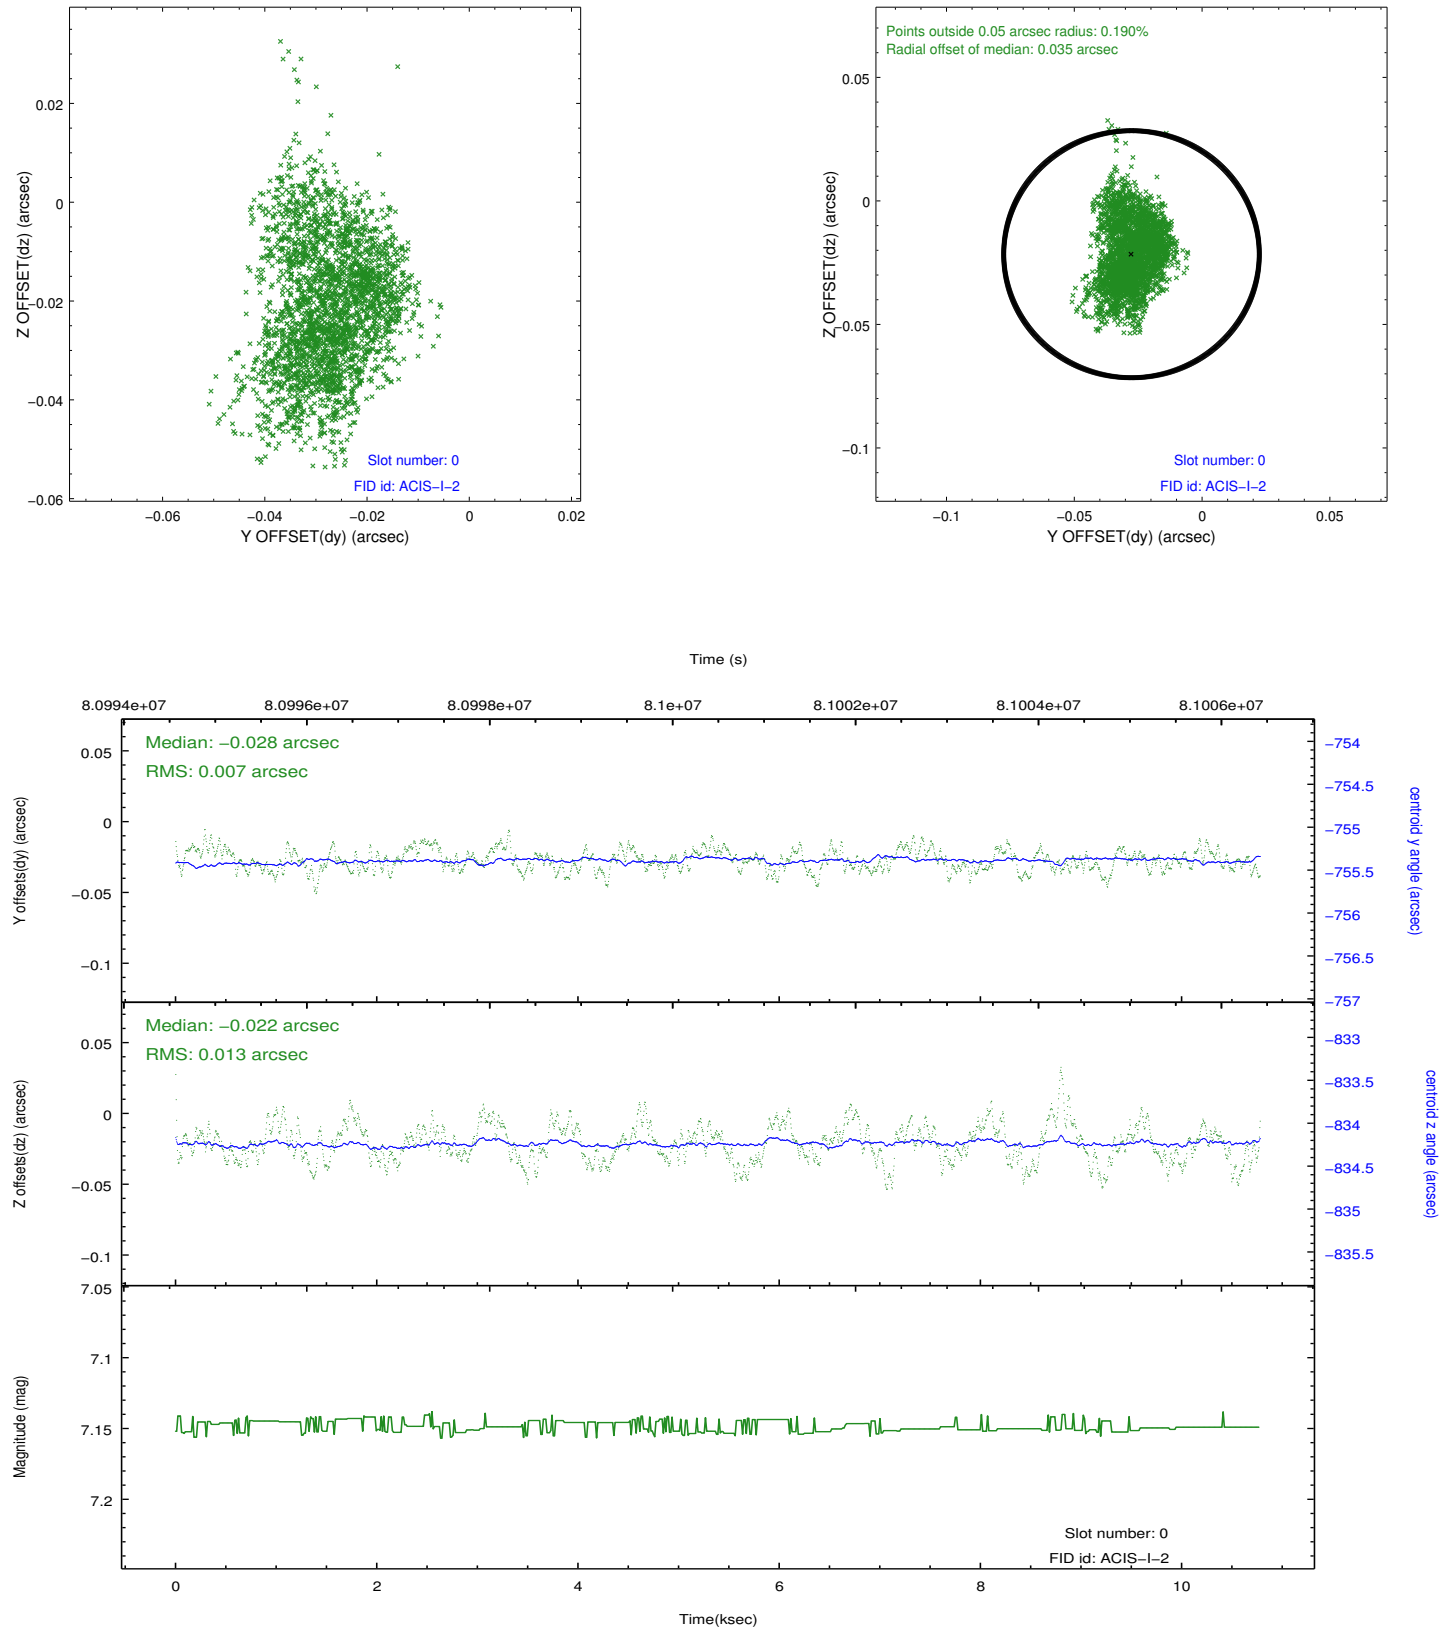 0.02
0
−0.02
−0.04
−0.06
Z OFFSET(dz) (arcsec)
Slot number: 0
FID id: ACIS−I−2
−0.06
−0.04
−0.02
0
0.02
Y OFFSET(dy) (arcsec)
Points outside 0.05 arcsec radius: 0.190%
Radial offset of median: 0.035 arcsec
0.05
0
−0.05
−0.1
Z OFFSET(dz) (arcsec)
Slot number: 0
FID id: ACIS−I−2
−0.1
−0.05
0
0.05
Y OFFSET(dy) (arcsec)
Time (s)
8.0994e+07
8.0996e+07
8.0998e+07
8.1e+07
8.1002e+07
8.1004e+07
8.1006e+07
Median: −0.028 arcsec
RMS: 0.007 arcsec
0.05
0
−0.05
−0.1
Y offsets(dy) (arcsec)
−754
−754.5
−755
−755.5
−756
−756.5
−757
centroid y angle (arcsec)
Median: −0.022 arcsec
RMS: 0.013 arcsec
0.05
0
−0.05
−0.1
Z offsets(dz) (arcsec)
−833
−833.5
−834
−834.5
−835
−835.5
centroid z angle (arcsec)
7.05
7.1
7.15
7.2
Magnitude (mag)
Slot number: 0
FID id: ACIS−I−2
0
2
4
6
8
10
Time(ksec)